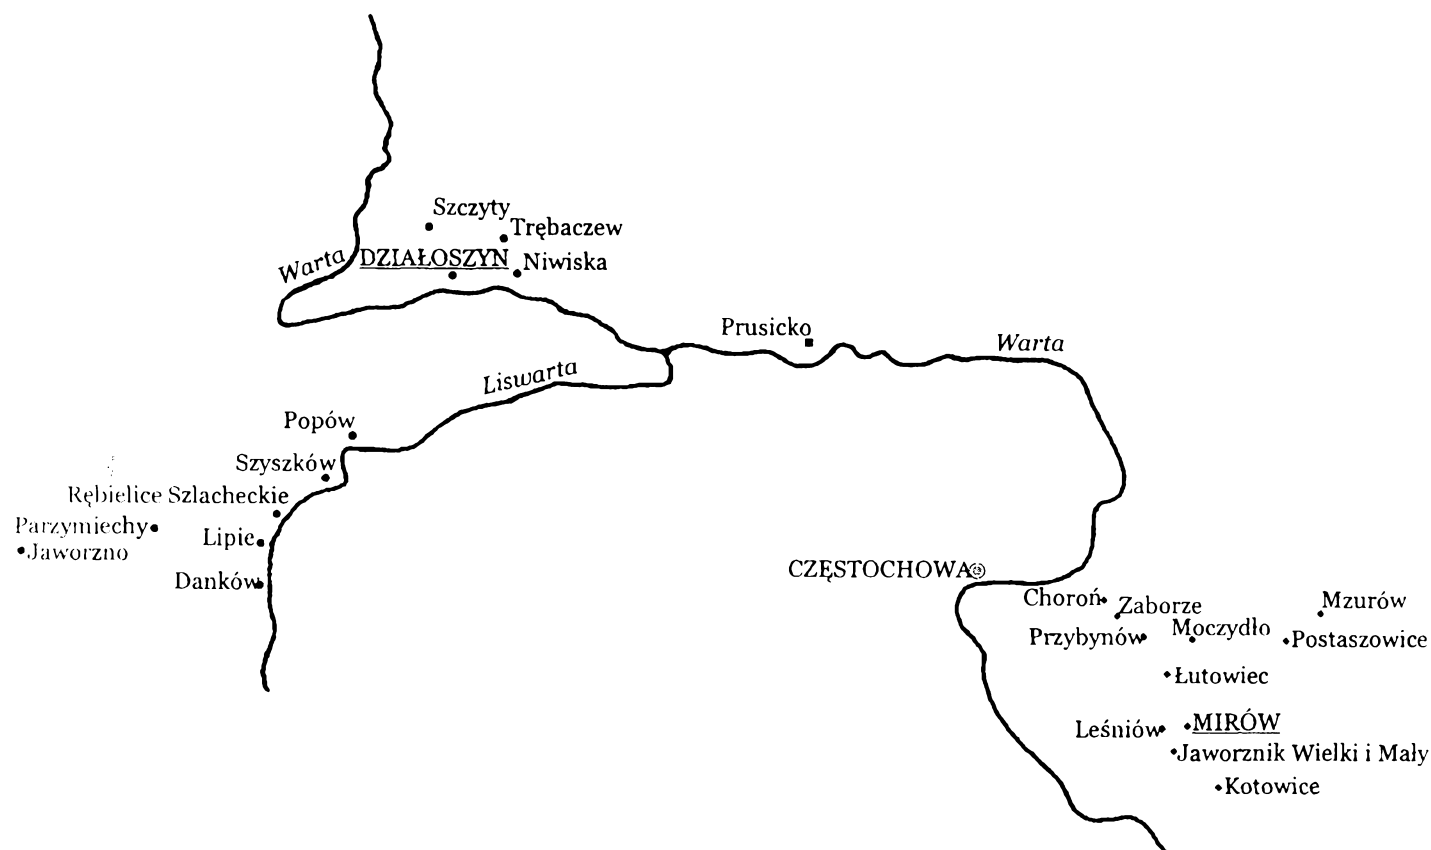 Szczyty
Trębaczew
Warta
DZIAŁOSZYN
Niwiska
Prusicko
Warta
Liswarta
Popów
Szyszków
Rębielice Szlacheckie
Parzymiechy
Lipie
Jaworzno
Danków
CZĘSTOCHOWA
Choroń
Zaborze
Mzurów
Przybynów
Moczydło
Postaszowice
Łutowiec
Leśniów
MIRÓW
Jaworznik Wielki i Mały
Kotowice